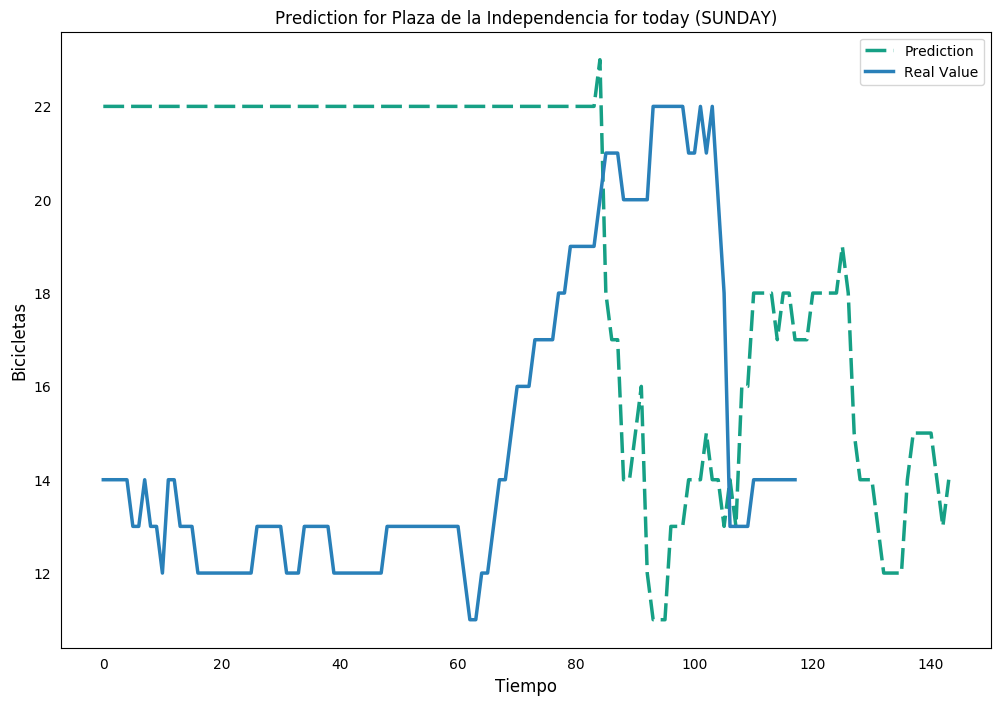 Prediction for Plaza de la Independencia for today (SUNDAY)
Prediction
Real Value
Bicicletas
22
20
18
16
14
12
0 20 40 60 80 100 120 140
Tiempo